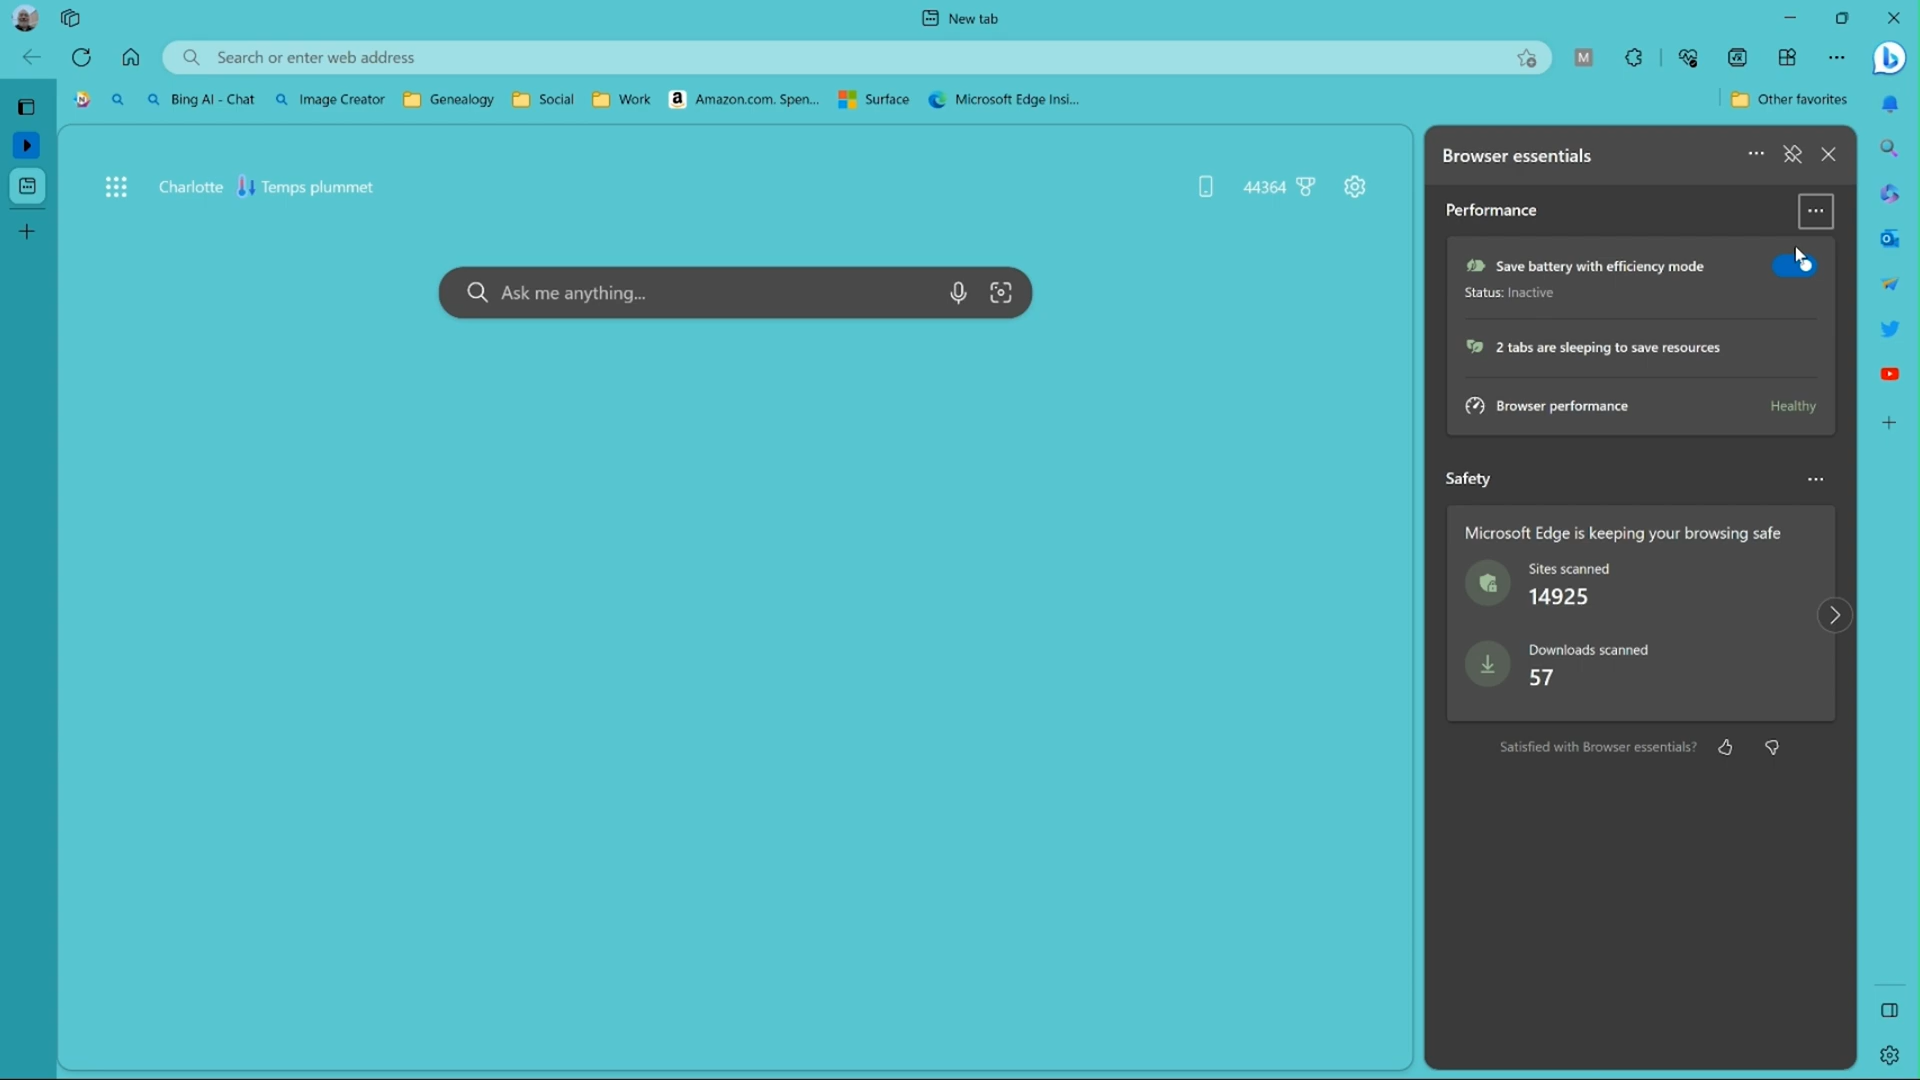 New tab
Search or enter web address
M
Bing AI - Chat
Image Creator
Genealogy
Social
Work
a
Amazon.com. Spen...
Surface
Microsoft Edge Insi...
Other favorites
Charlotte
Temps plummet
44364
Ask me anything...
Browser essentials
Performance
Save battery with efficiency mode
Status: Inactive
2 tabs are sleeping to save resources
Browser performance
Healthy
Safety
Microsoft Edge is keeping your browsing safe
Sites scanned
14925
Downloads scanned
57
Satisfied with Browser essentials?